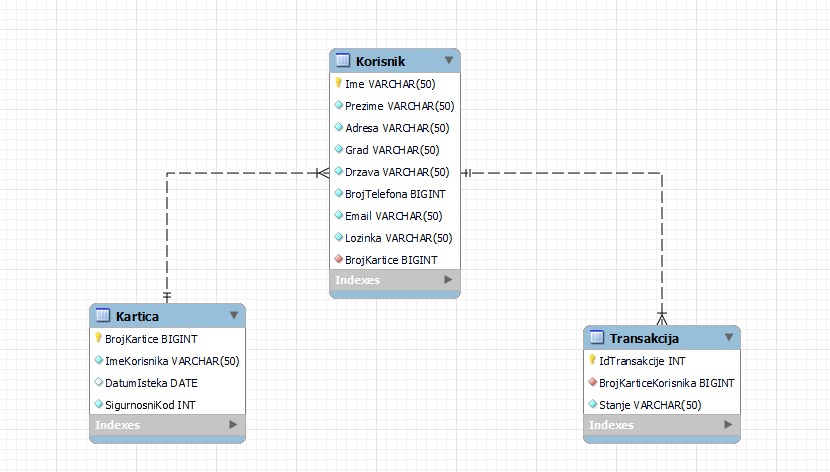 Korisnik
Ime VARCHAR(50)
Prezime VARCHAR(50)
Adresa VARCHAR(50)
Grad VARCHAR(50)
Drzava VARCHAR(50)
BrojTelefona BIGINT
Email VARCHAR(50)
Lozinka VARCHAR(50)
BrojKartice BIGINT
Indexes
Kartica
BrojKartice BIGINT
ImeKorisnika VARCHAR(50)
DatumIsteka DATE
SigurnosniKod INT
Indexes
Transakcija
IdTransakcije INT
BrojKarticeKorisnika BIGINT
Stanje VARCHAR(50)
Indexes